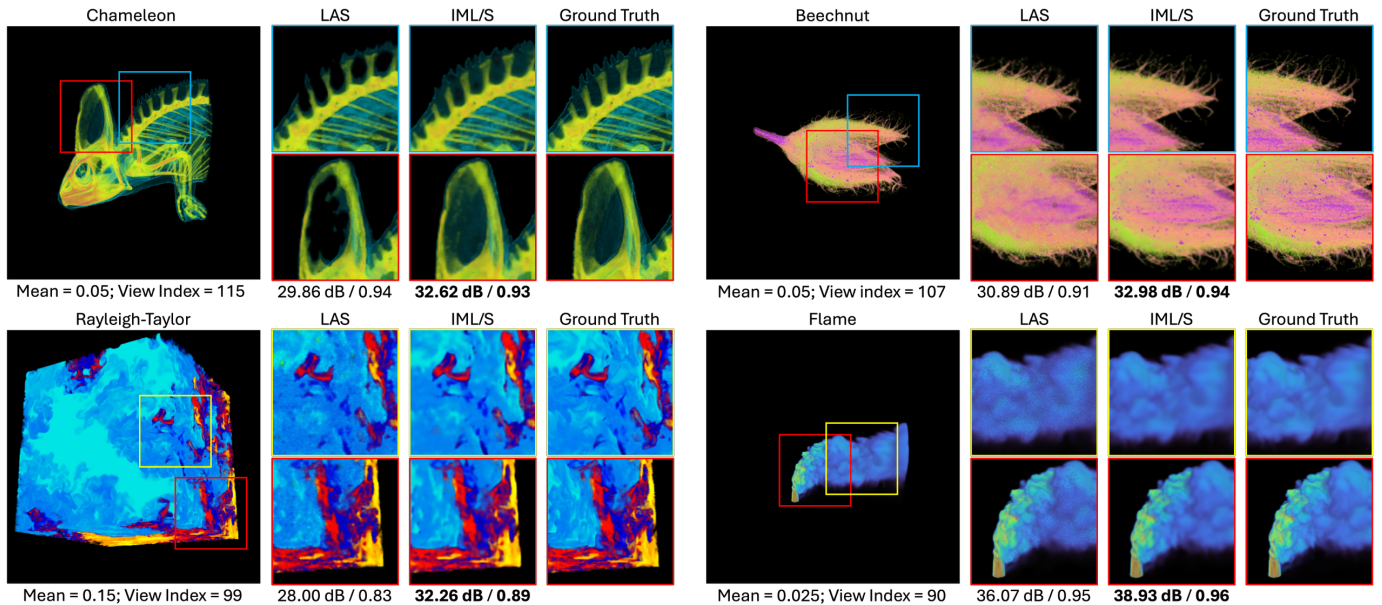 Chameleon LAS IML/S Ground Truth
Mean = 0.05; View Index = 115 29.86 dB / 0.94 32.62 dB / 0.93
Beechnut LAS IML/S Ground Truth
Mean = 0.05; View index = 107 30.89 dB / 0.91 32.98 dB / 0.94
Rayleigh-Taylor LAS IML/S Ground Truth
Mean = 0.15; View Index = 99 28.00 dB / 0.83 32.26 dB / 0.89
Flame LAS IML/S Ground Truth
Mean = 0.025; View Index = 90 36.07 dB / 0.95 38.93 dB / 0.96